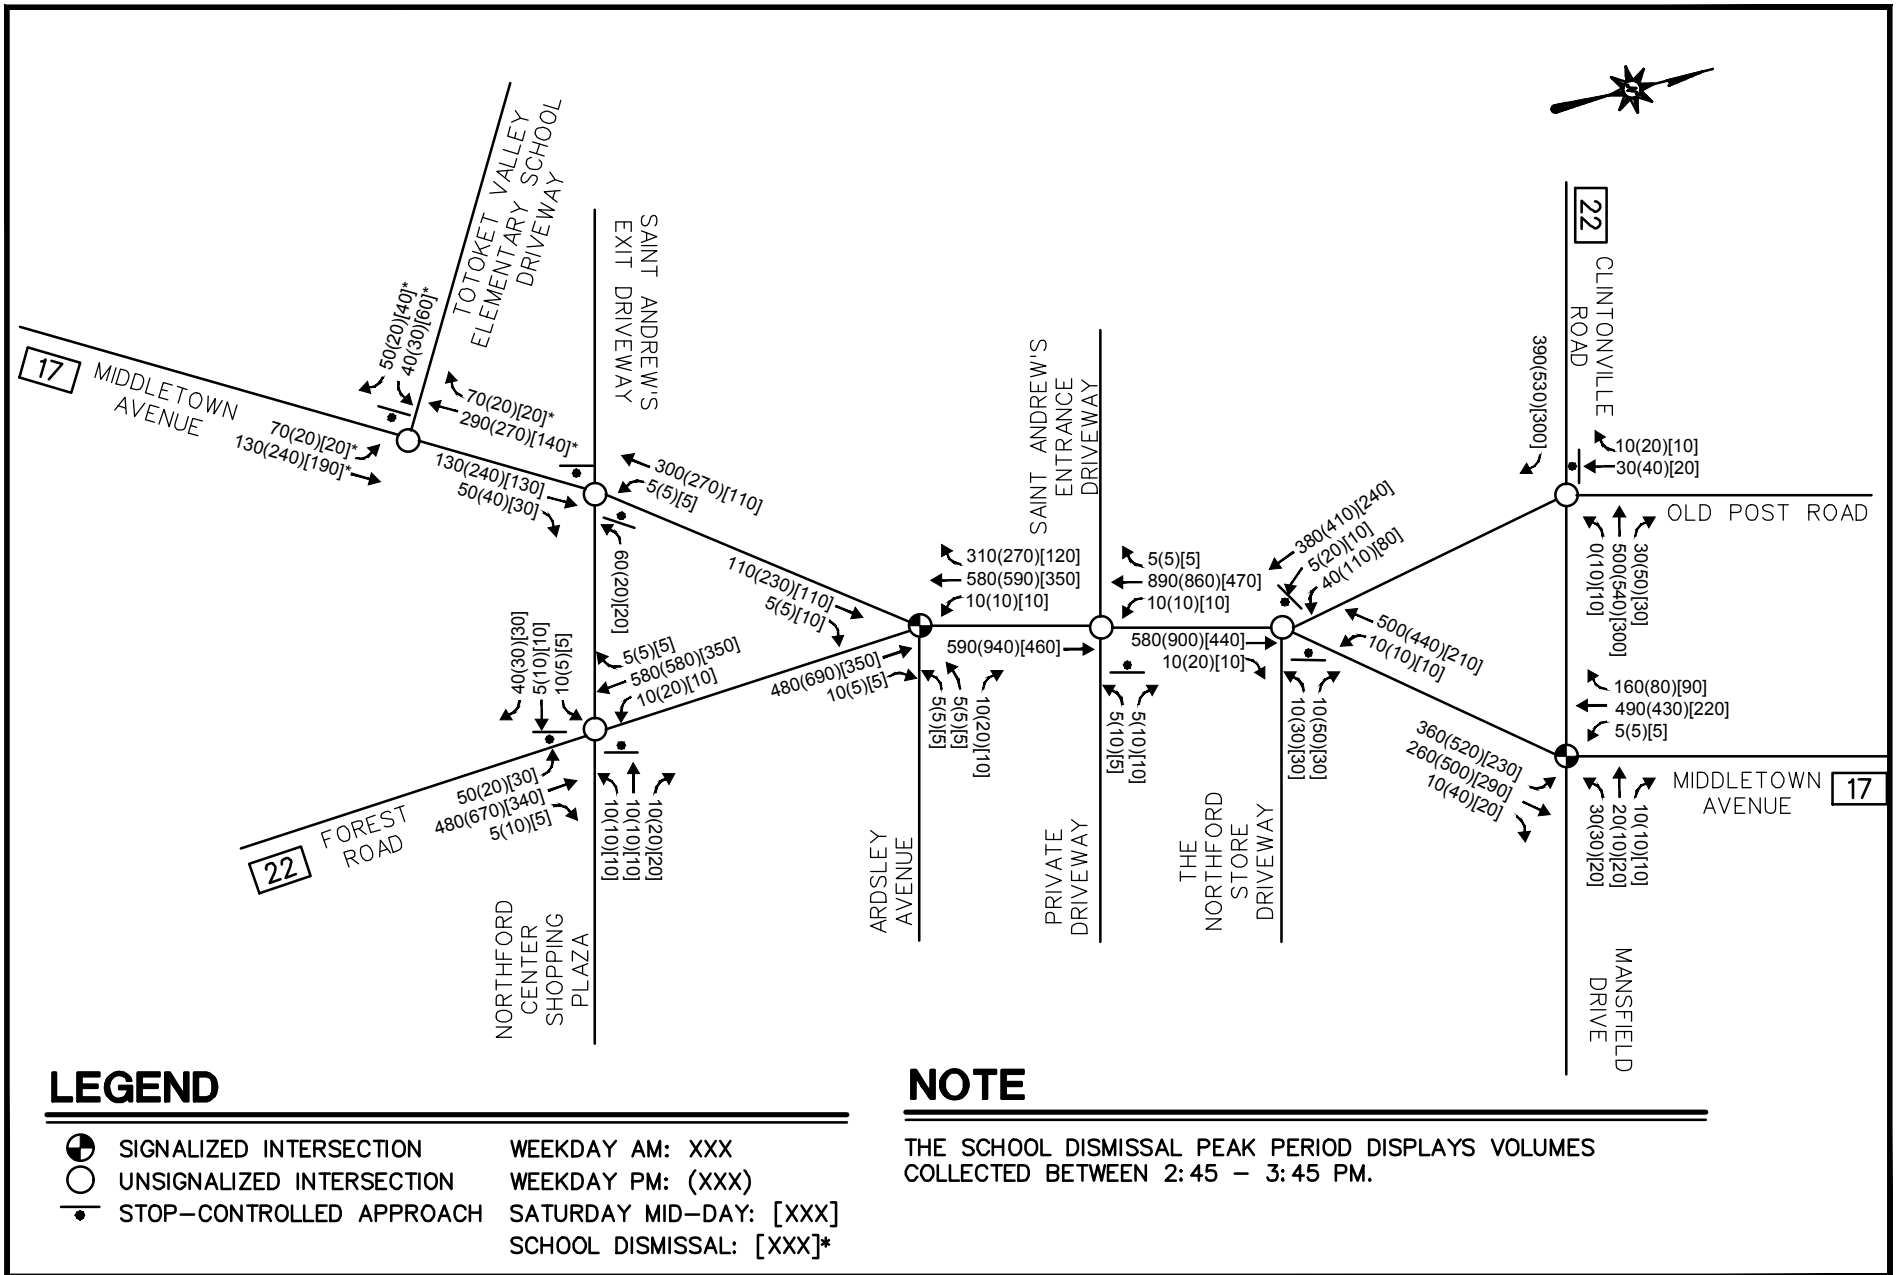 TOTOKET VALLEY
ELEMENTARY SCHOOL
DRIVEWAY
50(20)[40]*
40(30)[60]*
17
MIDDLETOWN
AVENUE
70(20)[20]*
290(270)[140]*
70(20)[20]*
130(240)[190]*
SAINT ANDREW'S
EXIT DRIVEWAY
130(240)[130]
50(40)[30]
300(270)[110]
5(5)[5]
60(20)[20]
110(230)[110]
5(5)[10]
40(30)[30]
5(10)[10]
10(5)[5]
5(5)[5]
580(580)[350]
10(20)[10]
480(690)[350]
10(5)[5]
50(20)[30]
480(670)[340]
5(10)[5]
10(10)[10]
10(10)[10]
10(20)[20]
22
FOREST
ROAD
NORTHFORD
CENTER
SHOPPING
PLAZA
310(270)[120]
580(590)[350]
10(10)[10]
5(5)[5]
5(5)[5]
10(20)[10]
ARDSLEY
AVENUE
SAINT ANDREW'S
ENTRANCE
DRIVEWAY
590(940)[460]
5(5)[5]
890(860)[470]
10(10)[10]
5(10)[5]
5(10)[10]
PRIVATE
DRIVEWAY
580(900)[440]
10(20)[10]
380(410)[240]
5(20)[10]
40(110)[80]
500(440)[210]
10(10)[10]
10(30)[30]
10(50)[30]
THE
NORTHFORD
STORE
DRIVEWAY
22
CLINTONVILLE
ROAD
390(530)[300]
10(20)[10]
30(40)[20]
OLD POST ROAD
0(10)[10]
500(540)[300]
30(50)[30]
160(80)[90]
490(430)[220]
5(5)[5]
360(520)[230]
260(500)[290]
10(40)[20]
30(30)[20]
20(10)[20]
10(10)[10]
MIDDLETOWN
AVENUE
17
MANSFIELD
DRIVE
LEGEND
SIGNALIZED INTERSECTION
UNSIGNALIZED INTERSECTION
STOP-CONTROLLED APPROACH
WEEKDAY AM: XXX
WEEKDAY PM: (XXX)
SATURDAY MID-DAY: [XXX]
SCHOOL DISMISSAL: [XXX]*
NOTE
THE SCHOOL DISMISSAL PEAK PERIOD DISPLAYS VOLUMES
COLLECTED BETWEEN 2:45 - 3:45 PM.